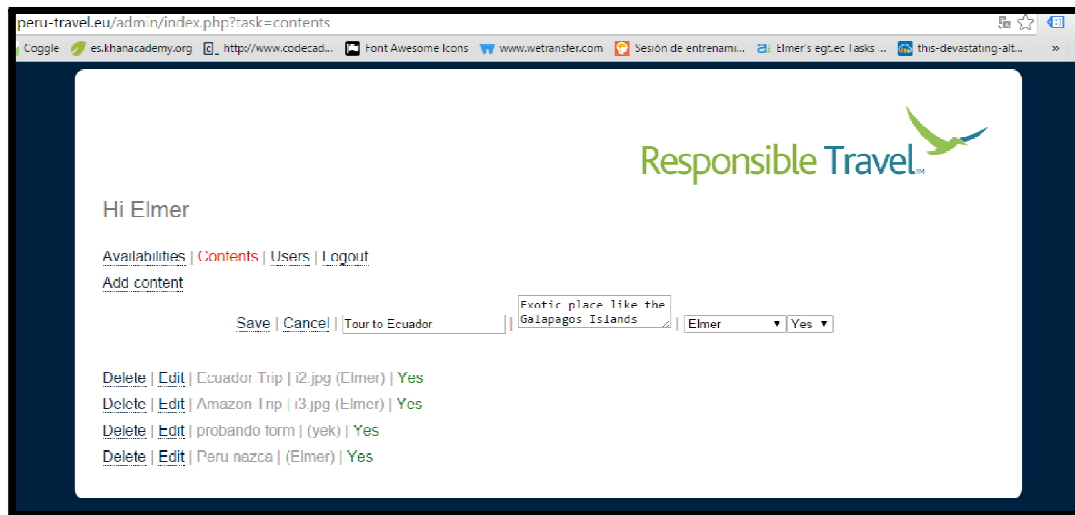 peru-travel.eu/admin/index.php?task=contents
Coggle es.khanacademy.org http://www.codecad... Font Awesome Icons www.wetransfer.com Sesión de entrenami... Elmer's egt.ec Tasks ... this-devastating-alt... »
Responsible Travel™
Hi Elmer
Availabilities | Contents | Users | Logout
Add content
Save | Cancel | Tour to Ecuador | Exotic place like the
Galapagos Islands | Elmer Yes
Delete | Edit | Ecuador Trip | i2.jpg (Elmer) | Yes
Delete | Edit | Amazon Trip | i3.jpg (Elmer) | Yes
Delete | Edit | probando form | (yek) | Yes
Delete | Edit | Peru nazca | (Elmer) | Yes